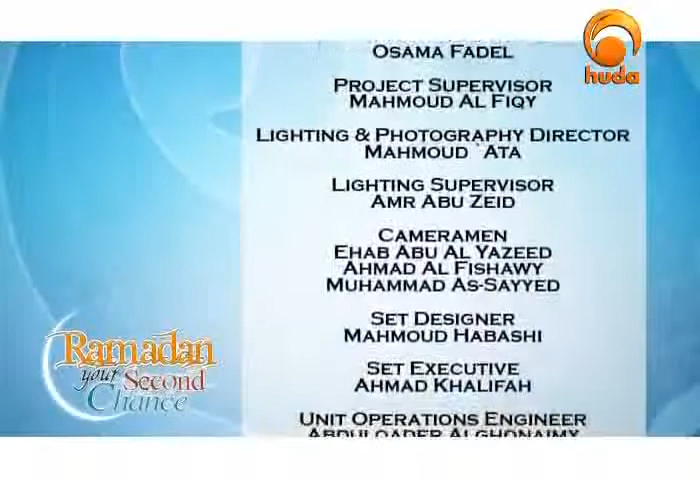 huda
OSAMA FADEL
PROJECT SUPERVISOR
MAHMOUD AL FIQY
LIGHTING & PHOTOGRAPHY DIRECTOR
MAHMOUD `ATA
LIGHTING SUPERVISOR
AMR ABU ZEID
CAMERAMEN
EHAB ABU AL YAZEED
AHMAD AL FISHAWY
MUHAMMAD AS-SAYYED
SET DESIGNER
MAHMOUD HABASHI
SET EXECUTIVE
AHMAD KHALIFAH
UNIT OPERATIONS ENGINEER
Ramadan
your Second
Chance